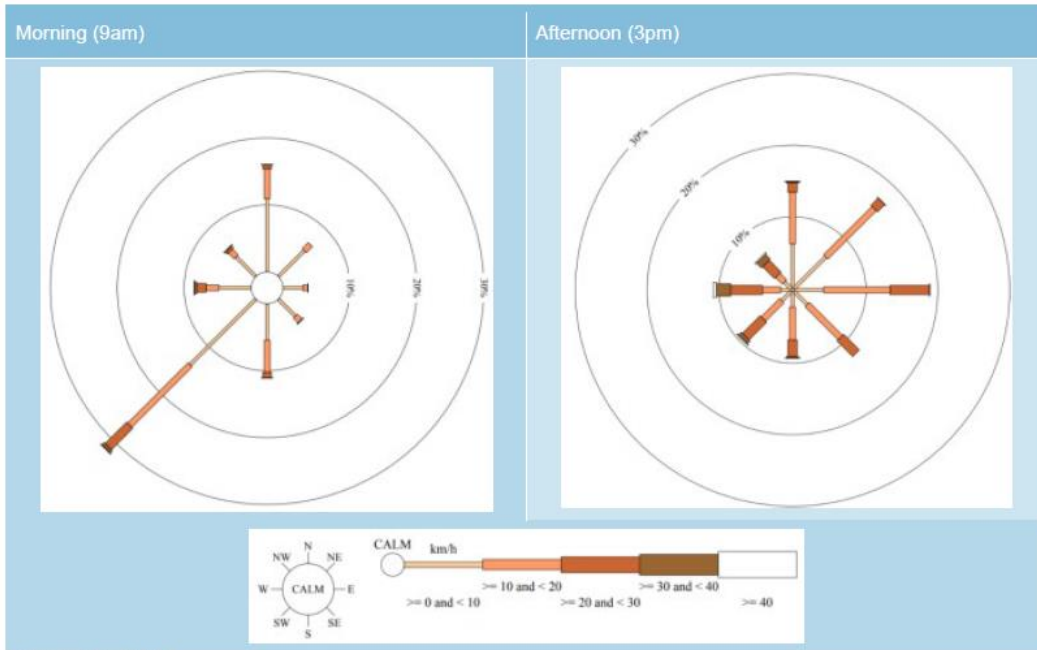 Morning (9am)
Afternoon (3pm)
10%
20%
30%
30%
20%
10%
N
NW
NE
W
CALM
E
SW
SE
S
CALM
km/h
>= 10 and < 20
>= 30 and < 40
>= 0 and < 10
>= 20 and < 30
>= 40